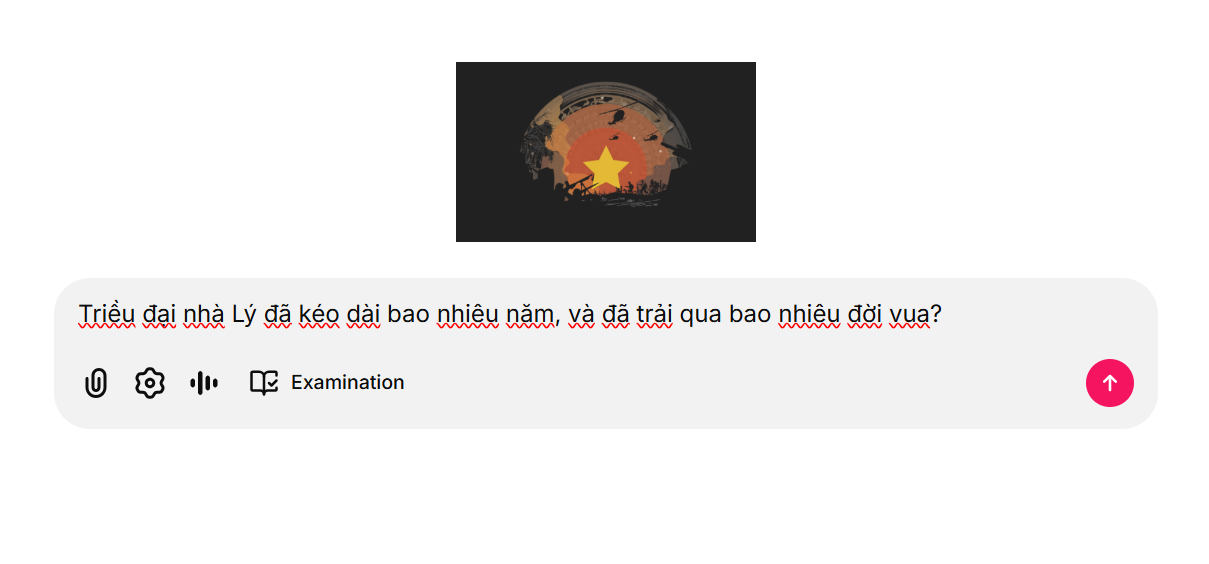 Triều đại nhà Lý đã kéo dài bao nhiêu năm, và đã trải qua bao nhiêu đời vua?
Examination